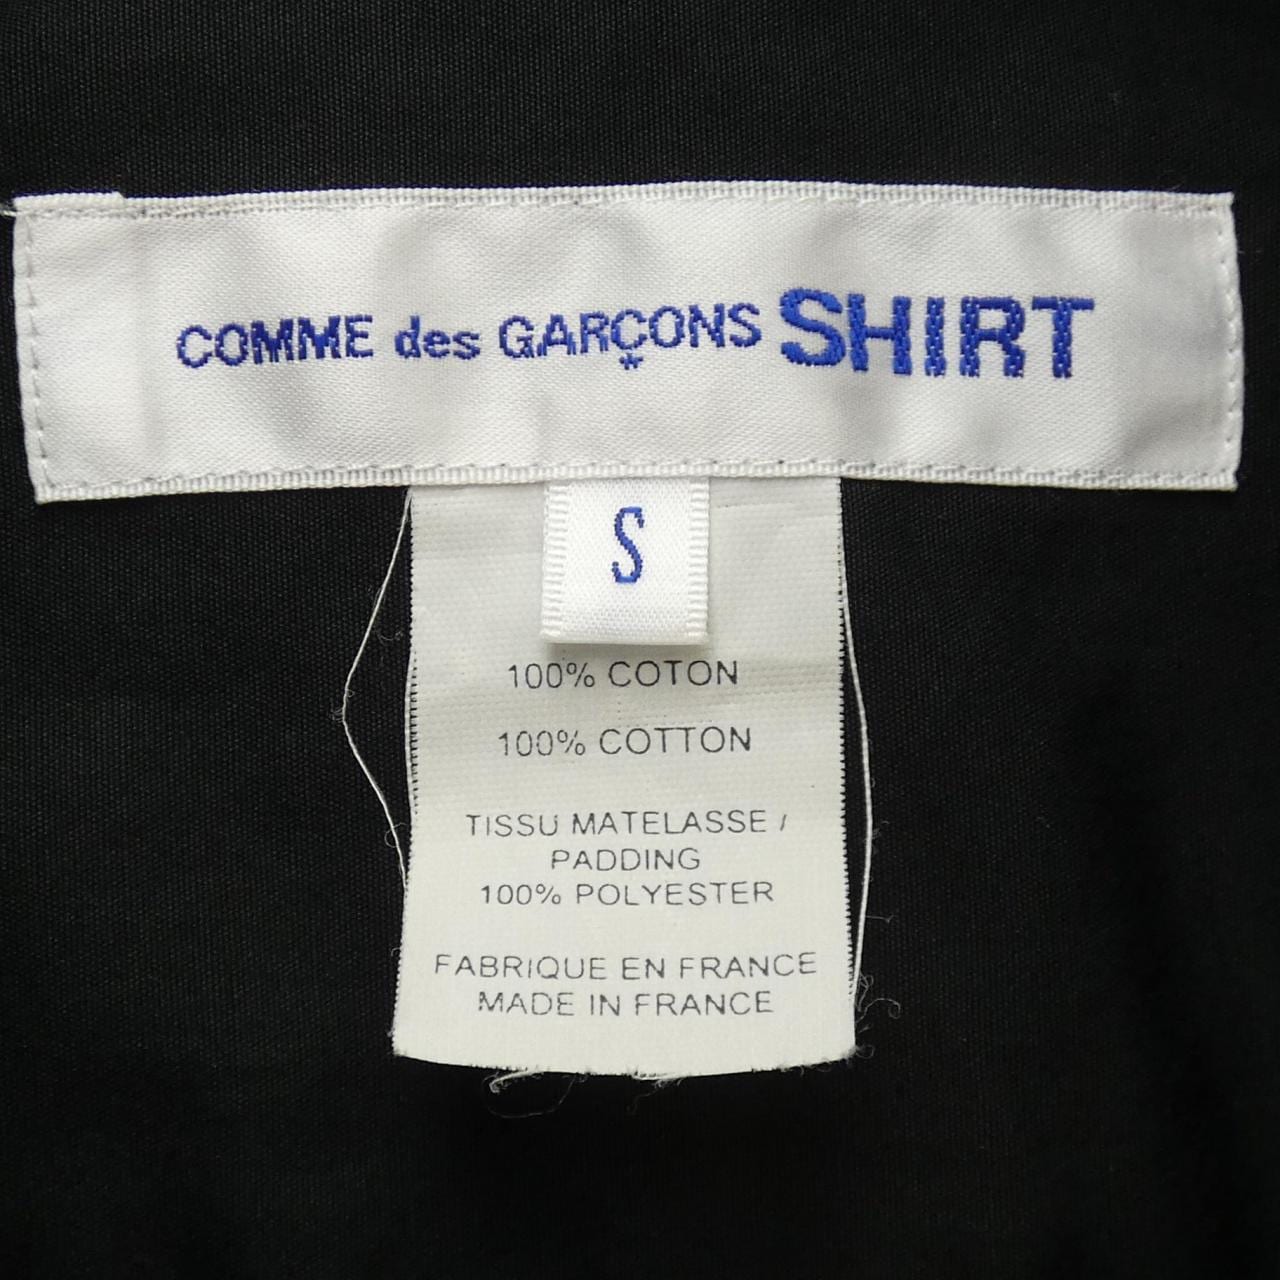 COMME des GARÇONS SHIRT
S
100% COTON
100% COTTON
TISSU MATELASSE /
PADDING
100% POLYESTER
FABRIQUE EN FRANCE
MADE IN FRANCE